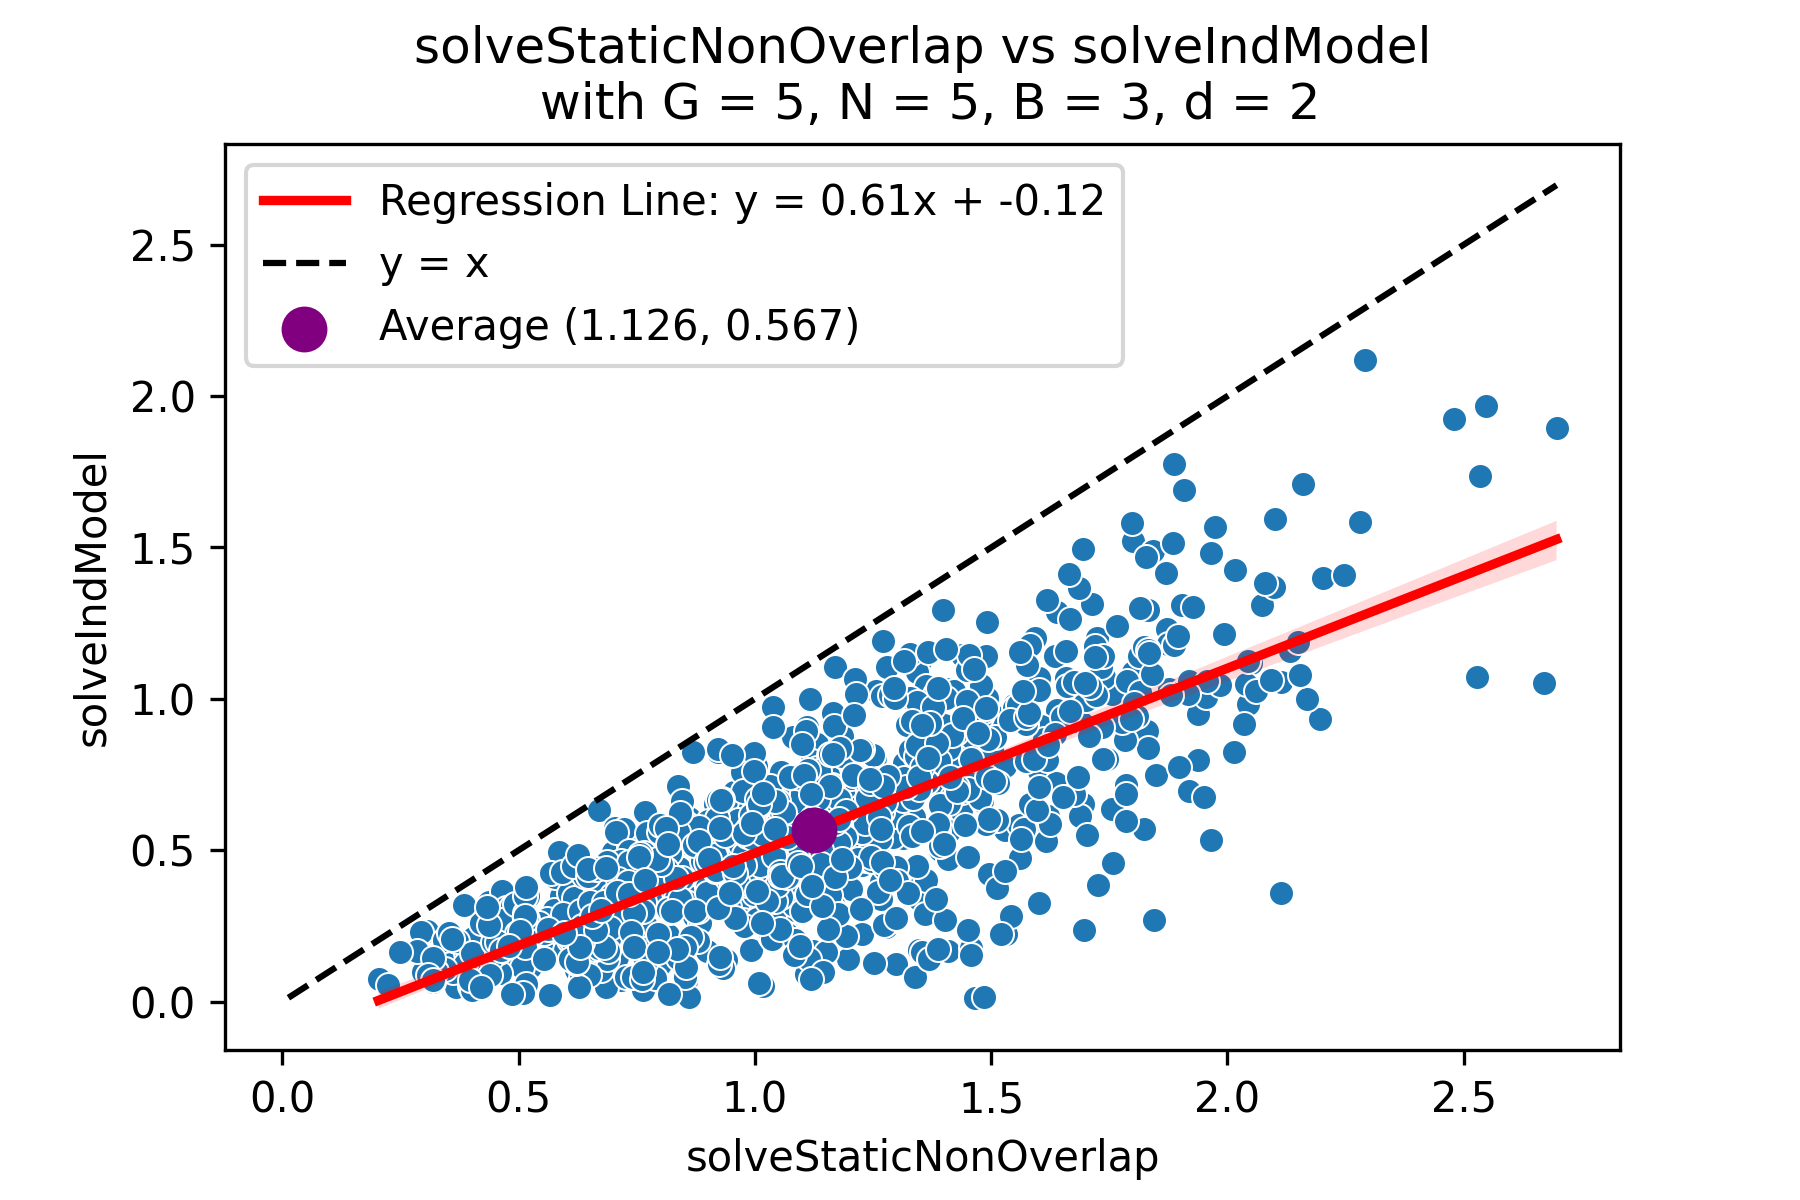 solveStaticNonOverlap vs solveIndModel
with G = 5, N = 5, B = 3, d = 2
Regression Line: y = 0.61x + -0.12
y = x
Average (1.126, 0.567)
2.5
2.0
1.5
1.0
0.5
0.0
solveIndModel
0.0 0.5 1.0 1.5 2.0 2.5
solveStaticNonOverlap